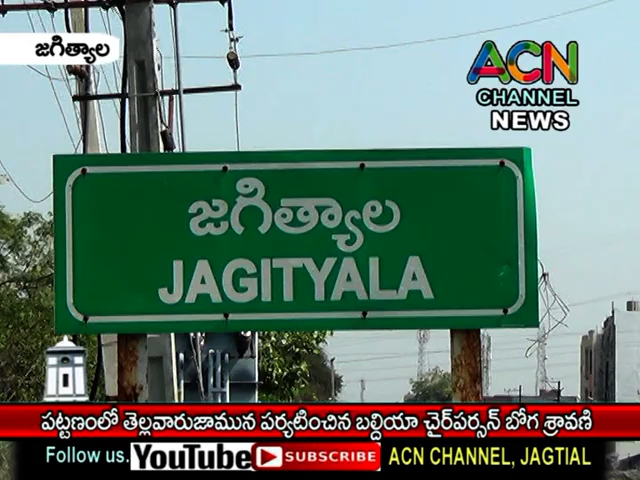 జగిత్యాల
ACN
CHANNEL
NEWS
జగిత్యాల
JAGITYALA
పట్టణంలో తెల్లవారుజామున పర్యటించిన బల్దియా చైర్‌పర్సన్ బోగ శ్రావణి
Follow us. YouTube SUBSCRIBE ACN CHANNEL, JAGTIAL